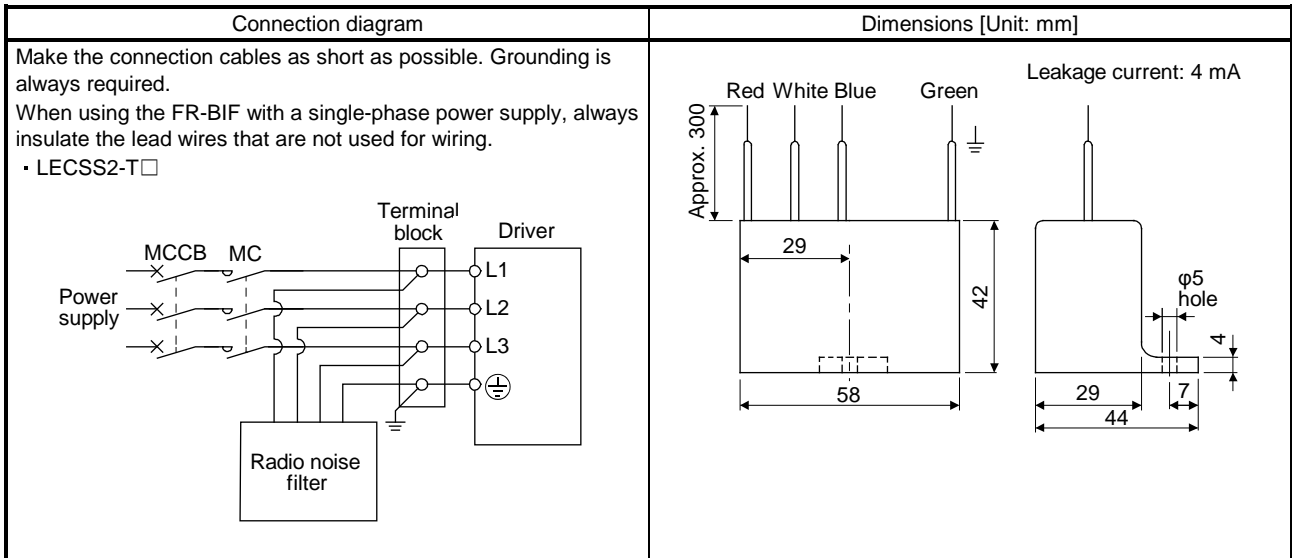 Connection diagram
Make the connection cables as short as possible. Grounding is
always required.
When using the FR-BIF with a single-phase power supply, always
insulate the lead wires that are not used for wiring.
▪ LECSS2-T□
Terminal
block
Driver
MCCB MC
L1
Power
supply
L2
L3
Radio noise
filter
Dimensions [Unit: mm]
Leakage current: 4 mA
Red White Blue Green
Approx. 300
29
42
58
φ5
hole
4
29
7
44